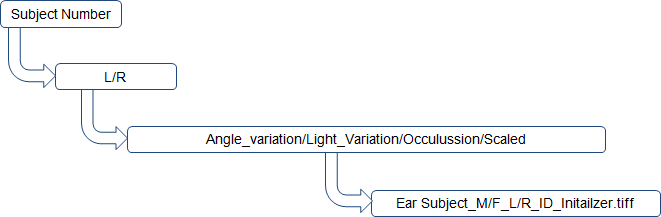 Subject Number
L/R
Angle_variation/Light_Variation/Occulussion/Scaled
Ear Subject_M/F_L/R_ID_Initailzer.tiff